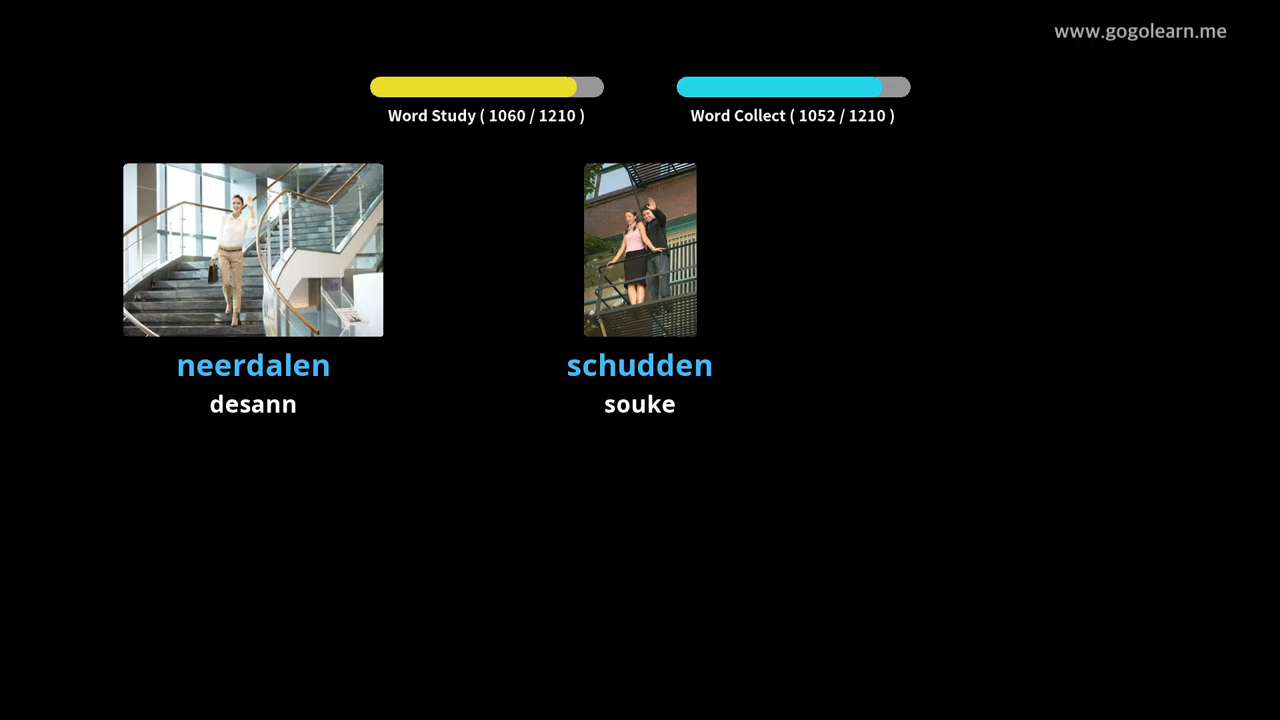 www.gogolearn.me
Word Study ( 1060 / 1210 )
Word Collect ( 1052 / 1210 )
neerdalen
desann
schudden
souke